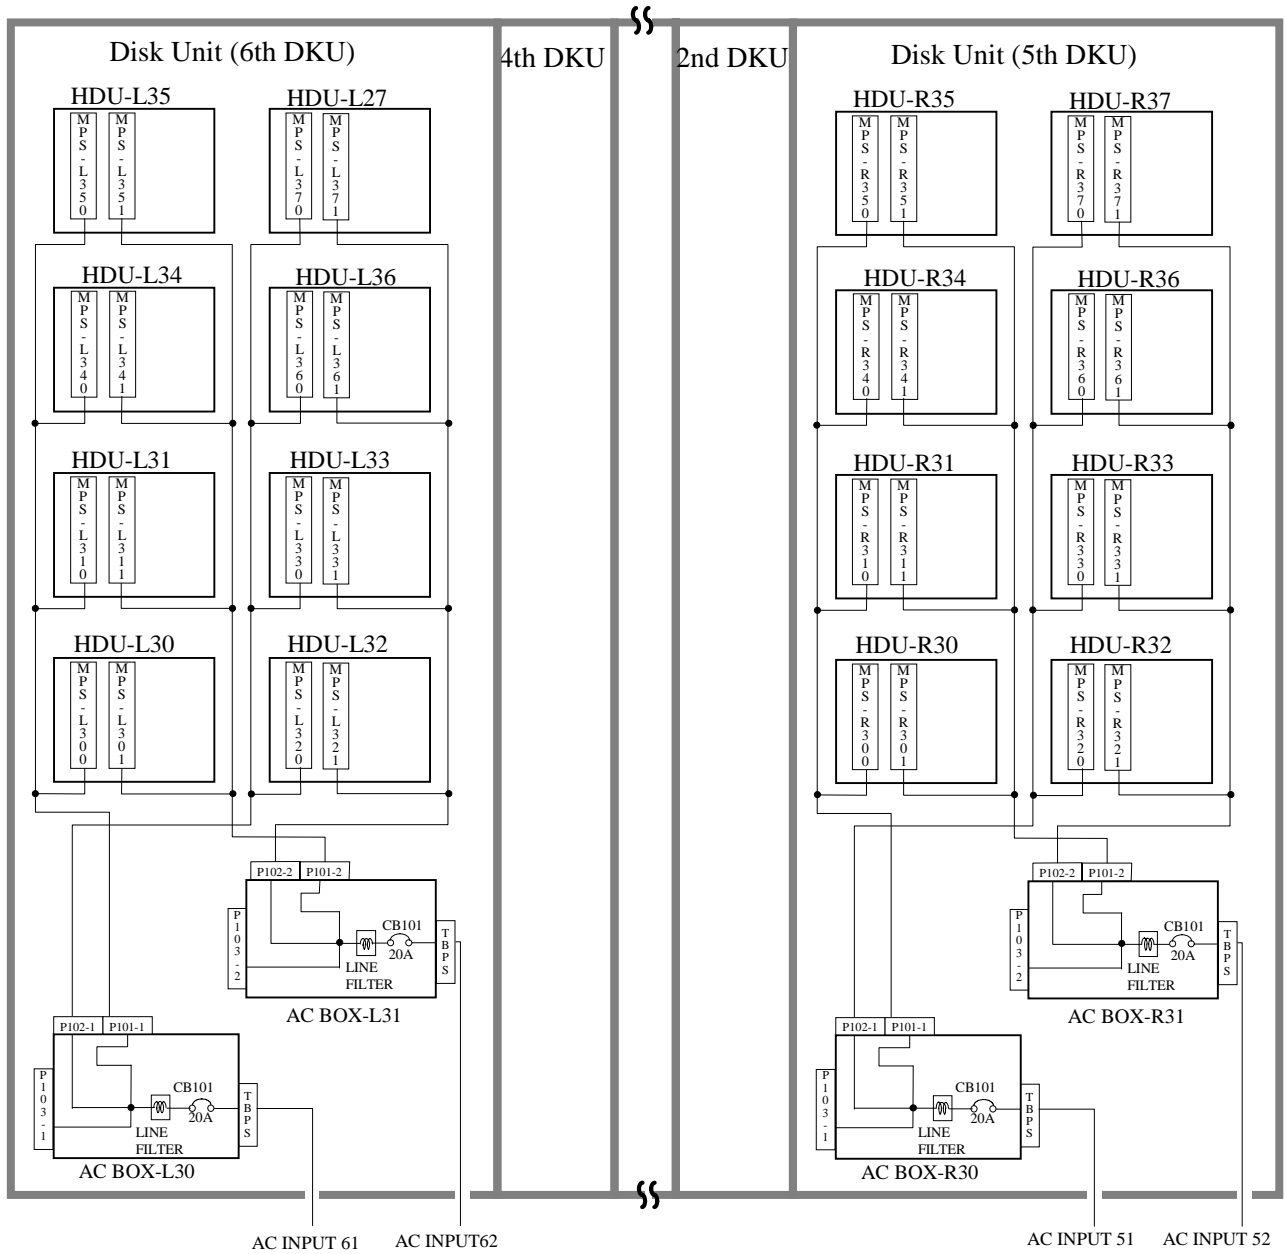 Disk Unit (6th DKU)
4th DKU
2nd DKU
Disk Unit (5th DKU)
HDU-L35
HDU-L27
MPS-L350
MPS-L351
MPS-L370
MPS-L371
HDU-L34
HDU-L36
MPS-L340
MPS-L341
MPS-L360
MPS-L361
HDU-L31
HDU-L33
MPS-L310
MPS-L311
MPS-L330
MPS-L331
HDU-L30
HDU-L32
MPS-L300
MPS-L301
MPS-L320
MPS-L321
P102-2
P101-2
P103-2
CB101
20A
LINE
FILTER
TBPS
AC BOX-L31
P102-1
P101-1
P103-1
CB101
20A
LINE
FILTER
TBPS
AC BOX-L30
AC INPUT 61
AC INPUT62
HDU-R35
HDU-R37
MPS-R350
MPS-R351
MPS-R370
MPS-R371
HDU-R34
HDU-R36
MPS-R340
MPS-R341
MPS-R360
MPS-R361
HDU-R31
HDU-R33
MPS-R310
MPS-R311
MPS-R330
MPS-R331
HDU-R30
HDU-R32
MPS-R300
MPS-R301
MPS-R320
MPS-R321
P102-2
P101-2
P103-2
CB101
20A
LINE
FILTER
TBPS
AC BOX-R31
P102-1
P101-1
P103-1
CB101
20A
LINE
FILTER
TBPS
AC BOX-R30
AC INPUT 51
AC INPUT 52